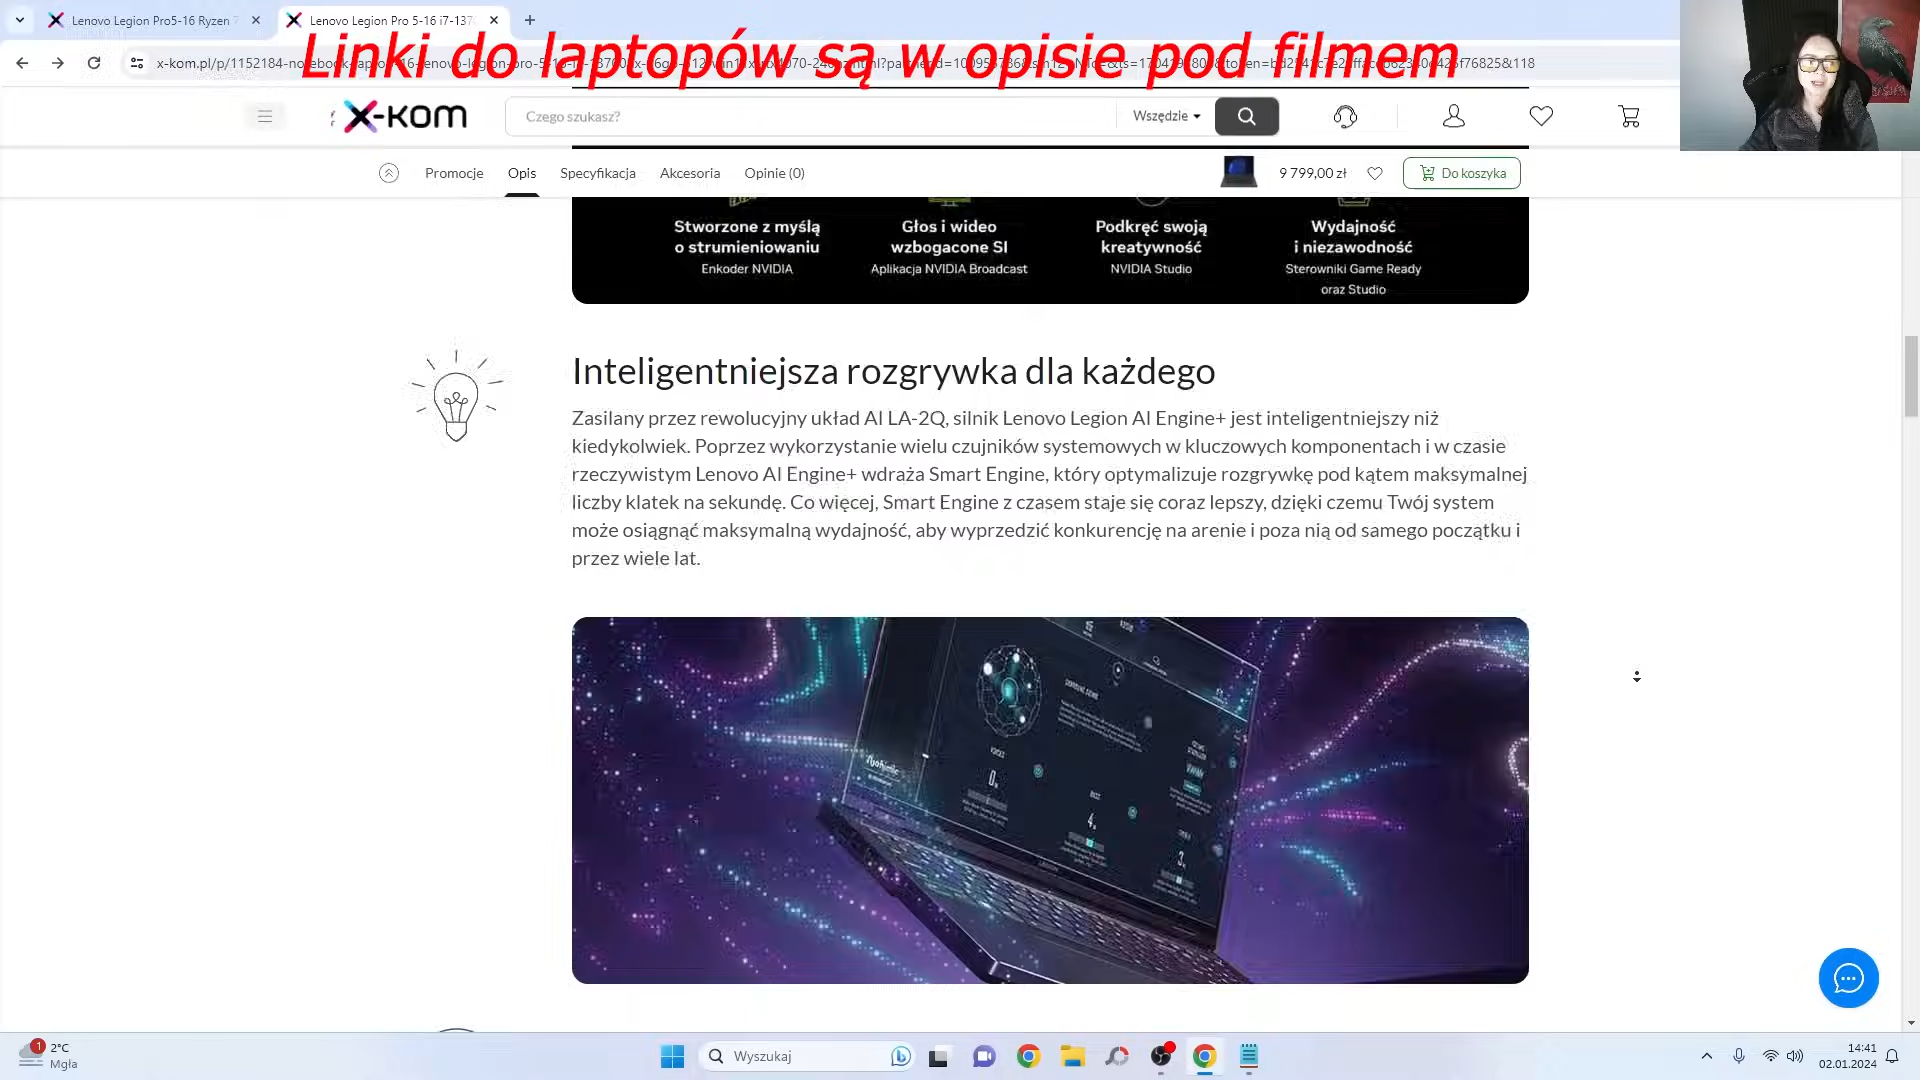 Lenovo Legion Pro5-16 Ryzen 7
Lenovo Legion Pro 5-16 i7-137
Linki do laptopów są w opisie pod filmem
x-kom
Czego szukasz?
Wszędzie
Promocje
Opis
Specyfikacja
Akcesoria
Opinie (0)
9 799,00 zł
Do koszyka
Stworzone z myślą
o strumieniowaniu
Enkoder NVIDIA
Głos i wideo
wzbogacone SI
Aplikacja NVIDIA Broadcast
Podkręć swoją
kreatywność
NVIDIA Studio
Wydajność
i niezawodność
Sterowniki Game Ready
oraz Studio
Inteligentniejsza rozgrywka dla każdego
Zasilany przez rewolucyjny układ AI LA-2Q, silnik Lenovo Legion AI Engine+ jest inteligentniejszy niż
kiedykolwiek. Poprzez wykorzystanie wielu czujników systemowych w kluczowych komponentach i w czasie
rzeczywistym Lenovo AI Engine+ wdraża Smart Engine, który optymalizuje rozgrywkę pod kątem maksymalnej
liczby klatek na sekundę. Co więcej, Smart Engine z czasem staje się coraz lepszy, dzięki czemu Twój system
może osiągnąć maksymalną wydajność, aby wyprzedzić konkurencję na arenie i poza nią od samego początku i
przez wiele lat.
1
2°C
Mgła
Wyszukaj
14:41
02.01.2024